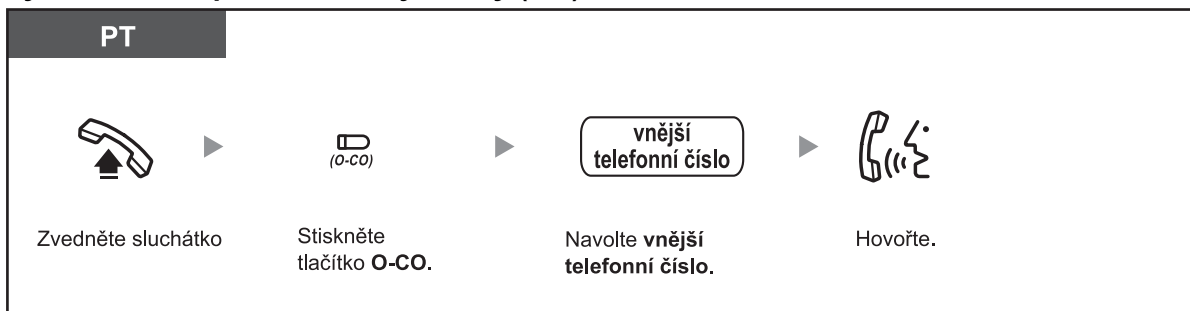 PT
(O-CO)
vnější
telefonní číslo
Zvedněte sluchátko
Stiskněte
tlačítko O-CO.
Navolte vnější
telefonní číslo.
Hovořte.